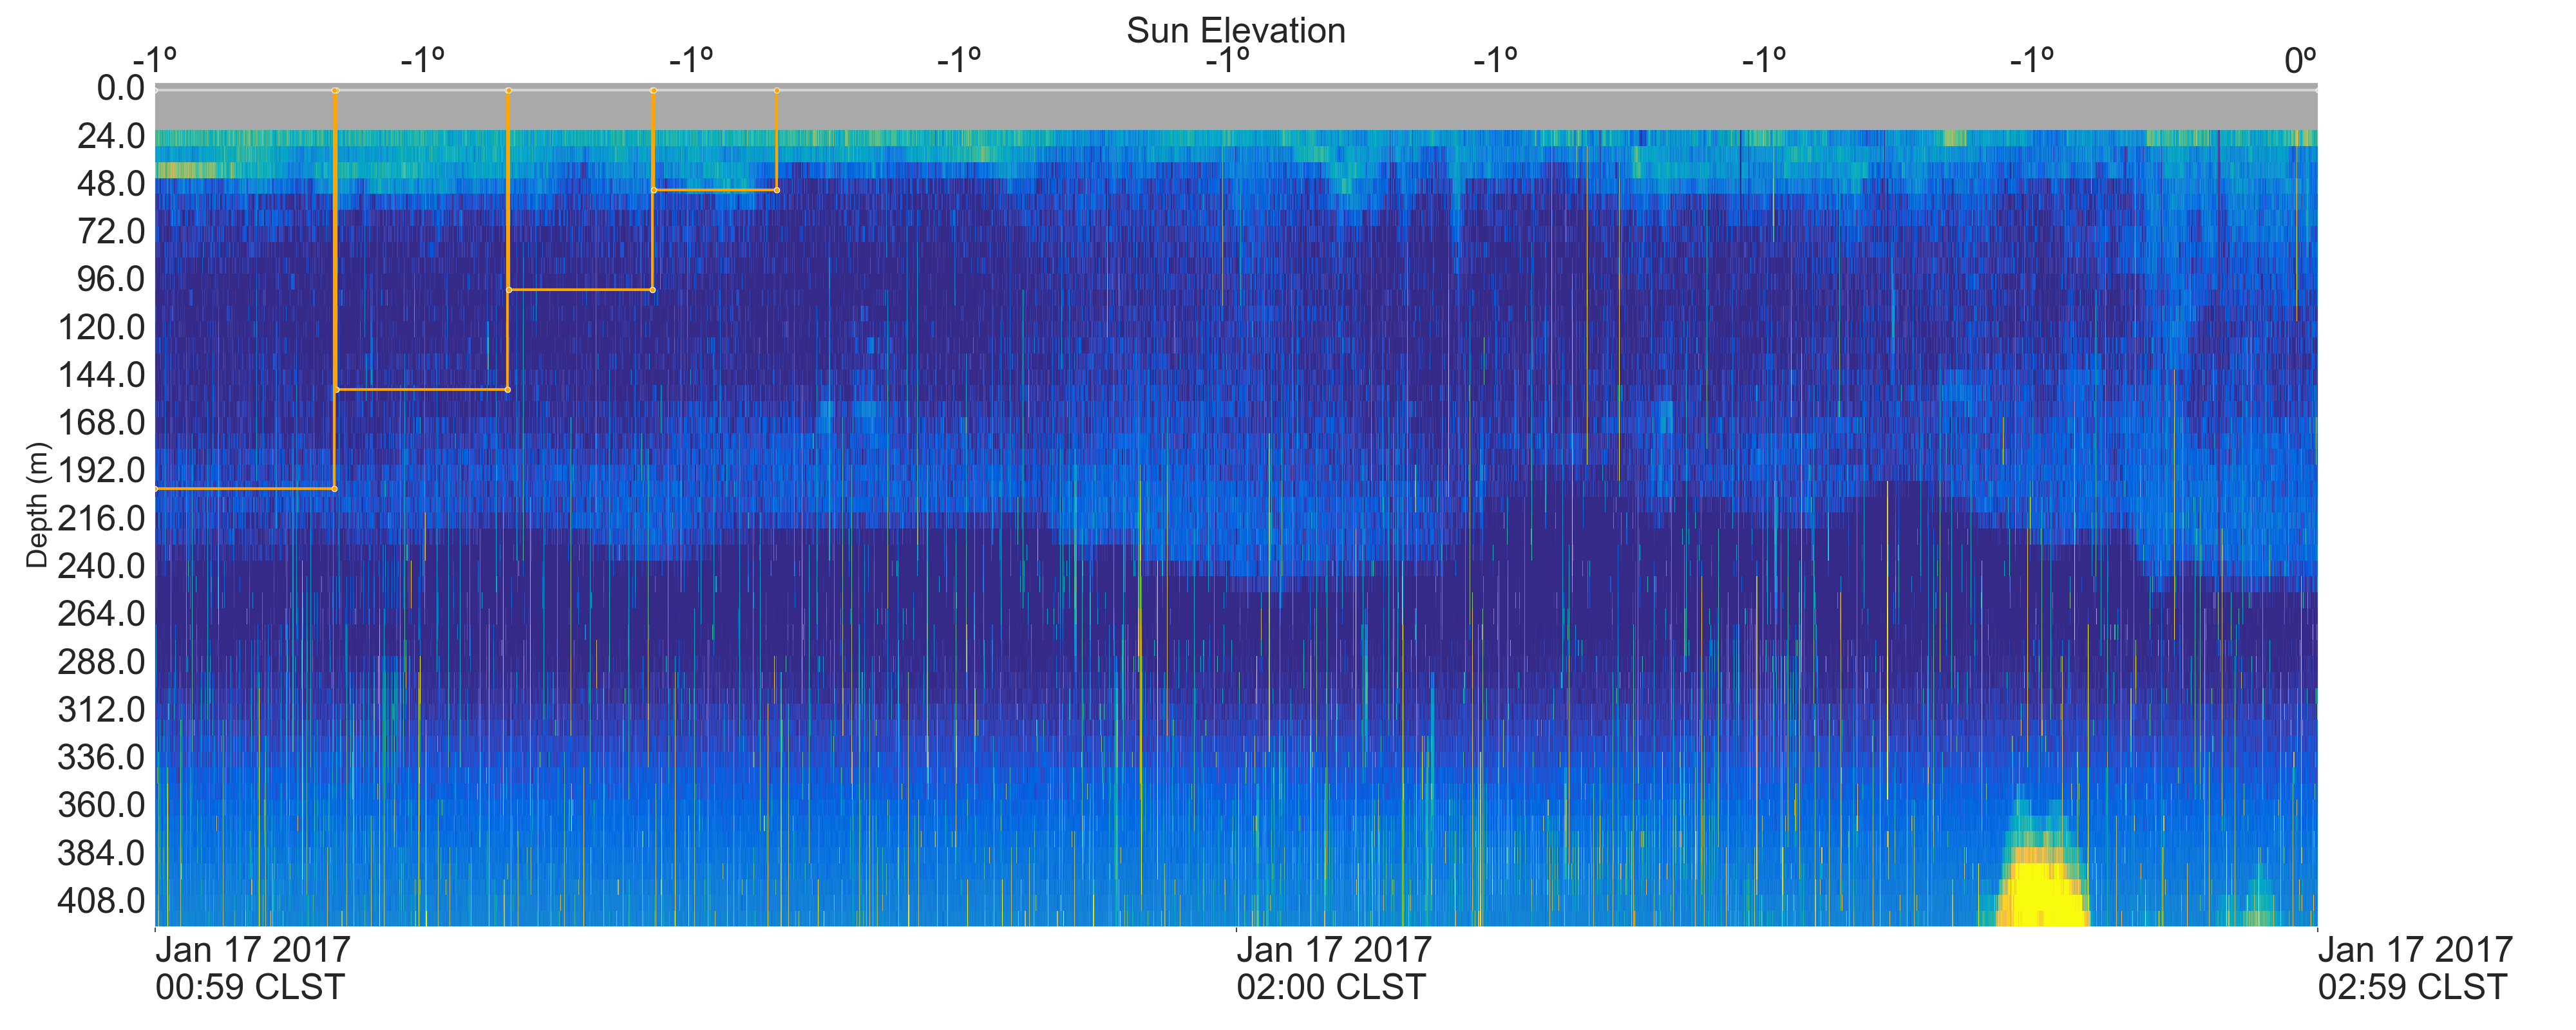 Sun Elevation
-1º -1º -1º -1º -1º -1º -1º -1º 0º
0.0
24.0
48.0
72.0
96.0
120.0
144.0
168.0
192.0
216.0
240.0
264.0
288.0
312.0
336.0
360.0
384.0
408.0
Depth (m)
Jan 17 2017
00:59 CLST
Jan 17 2017
02:00 CLST
Jan 17 2017
02:59 CLST